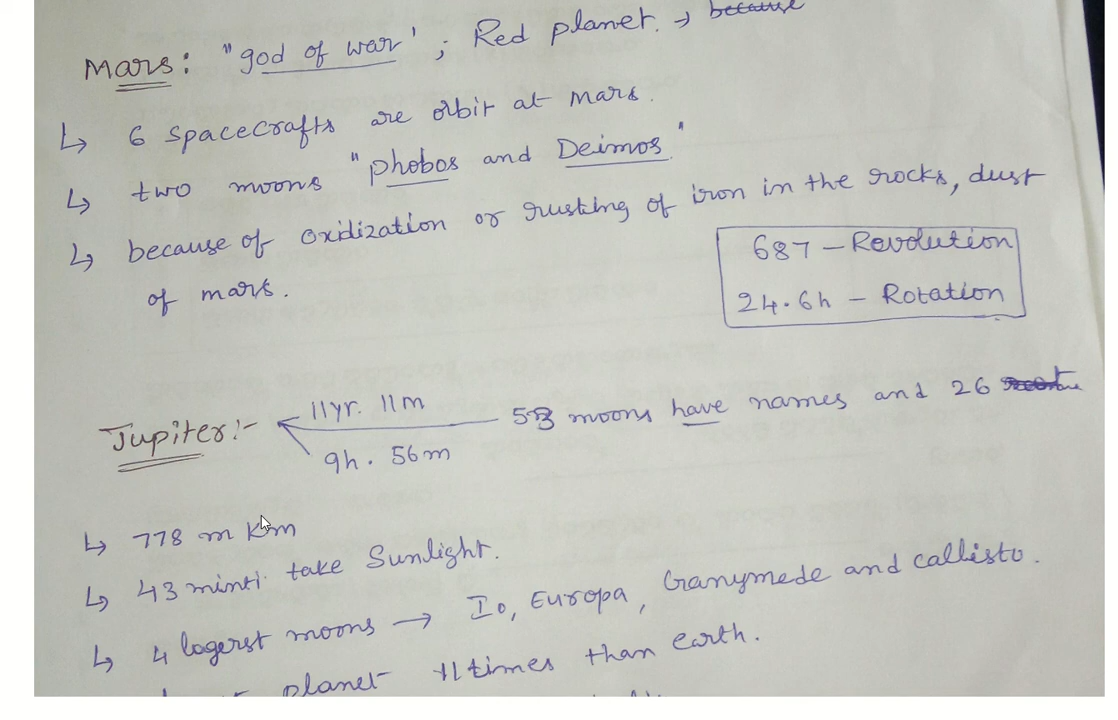 Mars: "god of war' ; Red planet. → because
↳ 6 spacecrafts are orbit at mars.
↳ two moons "phobos and Deimos"
↳ because of oxidization or rusting of iron in the rocks, dust
of mars.
687 - Revolution
24.6h - Rotation
Jupiter:- 11yr. 11m 53 moons have names and 26
9h. 56m
↳ 778 m km
↳ 43 minti take Sunlight.
↳ 4 logerst moons → Io, Europa, Ganymede and callisto.
planet 11 times than earth.